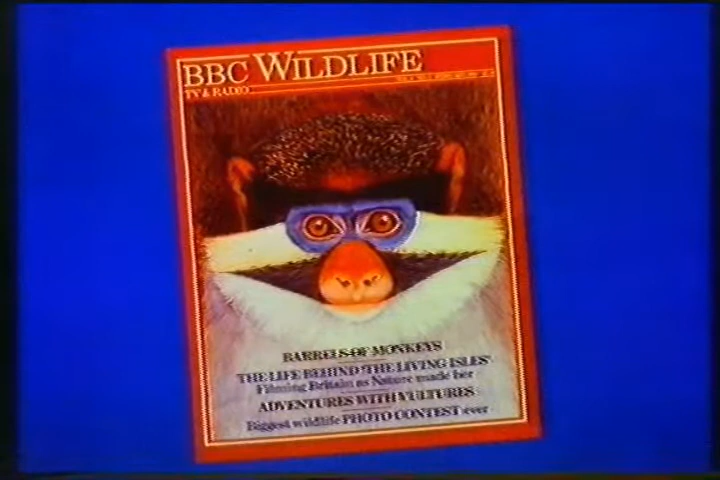 BBC WILDLIFE
TV & RADIO
BARRELS OF MONKEYS
THE LIFE BEHIND 'THE LIVING ISLES'
Filming Britain as Nature made her
ADVENTURES WITH VULTURES
Biggest wildlife PHOTO CONTEST ever